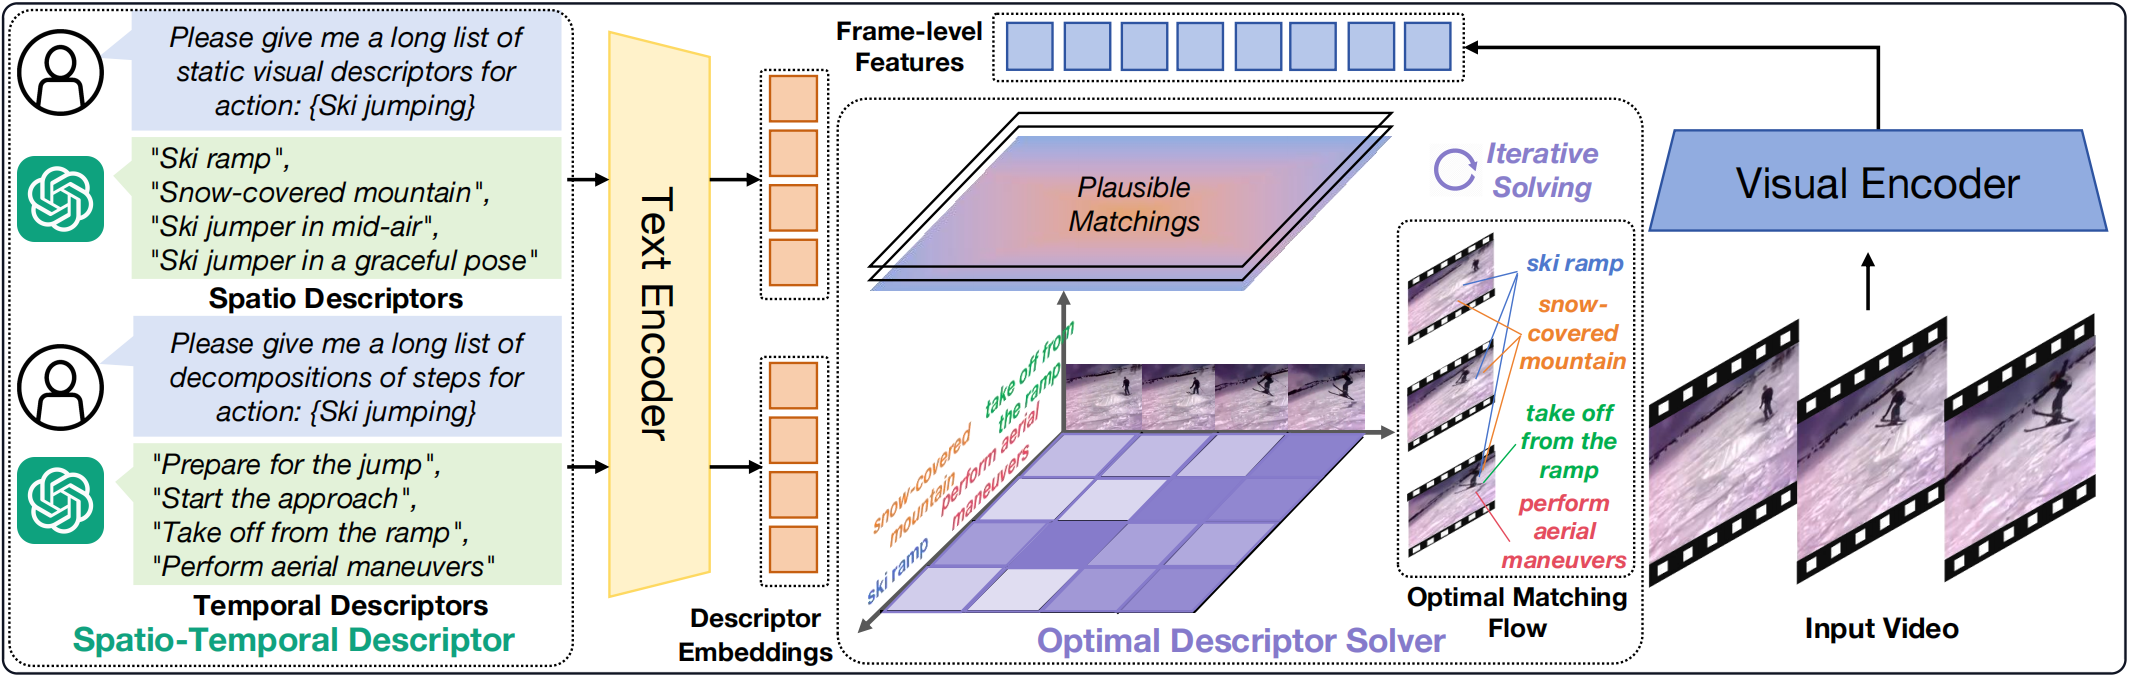 Please give me a long list of
static visual descriptors for
action: {Ski jumping}
"Ski ramp",
"Snow-covered mountain",
"Ski jumper in mid-air",
"Ski jumper in a graceful pose"
Spatio Descriptors
Please give me a long list of
decompositions of steps for
action: {Ski jumping}
"Prepare for the jump",
"Start the approach",
"Take off from the ramp",
"Perform aerial maneuvers"
Temporal Descriptors
Spatio-Temporal Descriptor
Text Encoder
Descriptor
Embeddings
Frame-level
Features
Plausible
Matchings
Iterative
Solving
take off from
the ramp
perform aerial
maneuvers
snow-covered
mountain
ski ramp
ski ramp
snow-
covered
mountain
take off
from the
ramp
perform
aerial
maneuvers
Optimal Matching
Flow
Optimal Descriptor Solver
Visual Encoder
Input Video